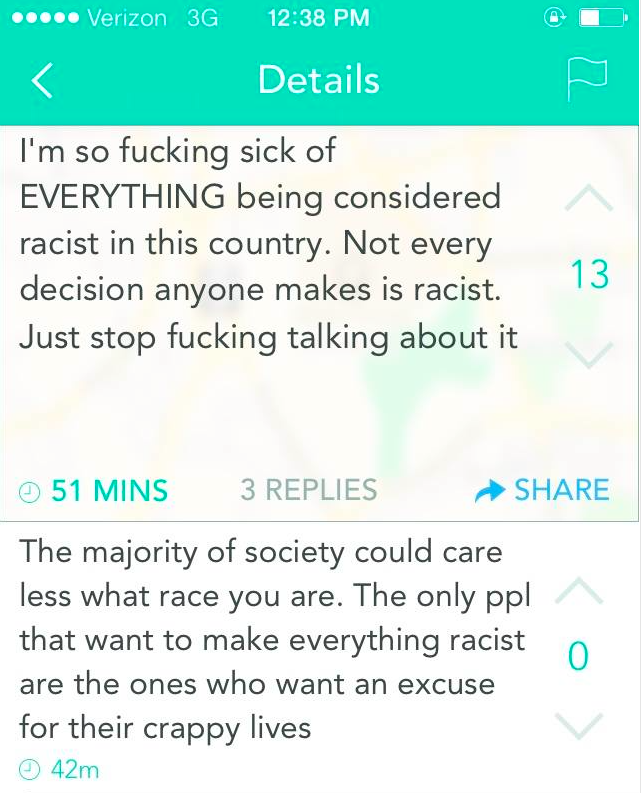 Verizon 3G 12:38 PM
Details
I'm so fucking sick of
EVERYTHING being considered
racist in this country. Not every
decision anyone makes is racist.
Just stop fucking talking about it
13
51 MINS 3 REPLIES SHARE
The majority of society could care
less what race you are. The only ppl
that want to make everything racist
are the ones who want an excuse
for their crappy lives
0
42m